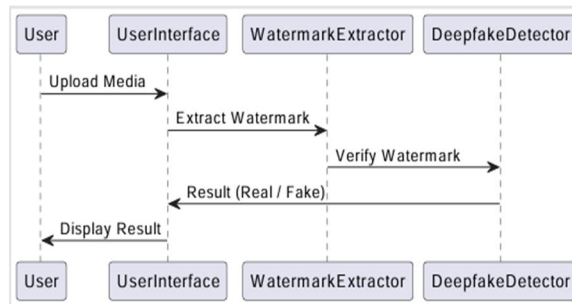 User UserInterface WatermarkExtractor DeepfakeDetector
Upload Media
Extract Watermark
Verify Watermark
Result (Real / Fake)
Display Result
User UserInterface WatermarkExtractor DeepfakeDetector